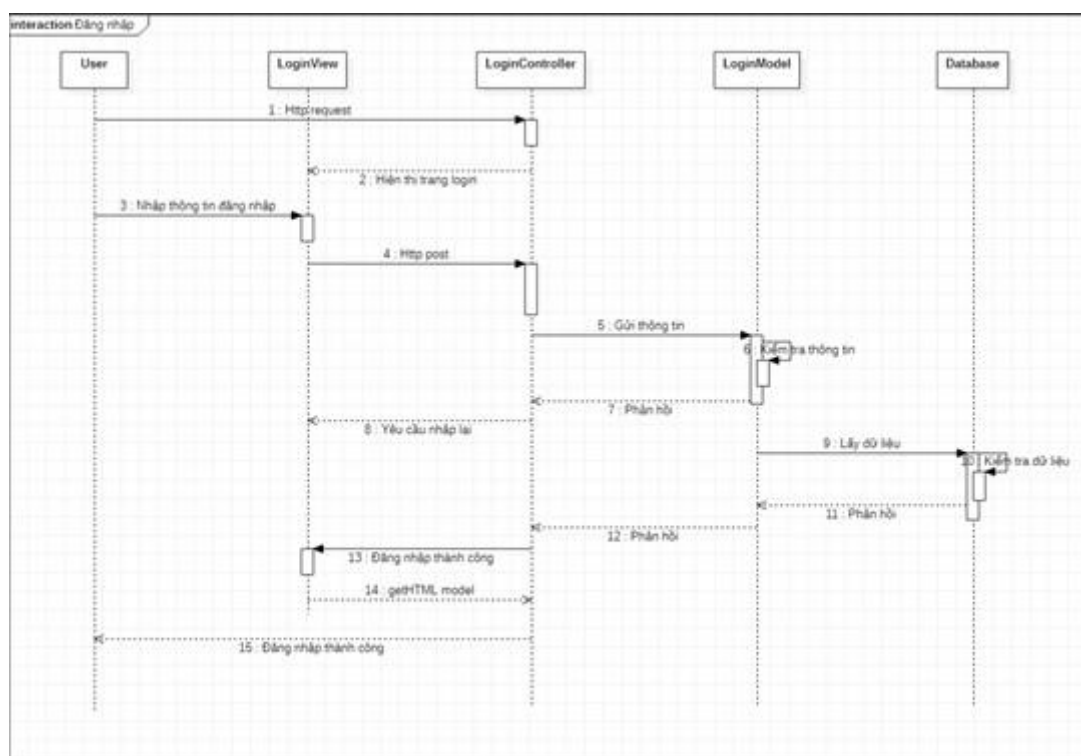 interaction Đăng nhập
User
LoginView
LoginController
LoginModel
Database
1 : Http request
2 : Hiển thi trang login
3 : Nhập thông tin đăng nhập
4 : Http post
5 : Gửi thông tin
6 : Kiểm tra thông tin
7 : Phản hồi
8 : Yêu cầu nhập lại
9 : Lấy dữ liệu
10 : Kiểm tra dữ liệu
11 : Phản hồi
12 : Phản hồi
13 : Đăng nhập thành công
14 : getHTML model
15 : Đăng nhập thành công